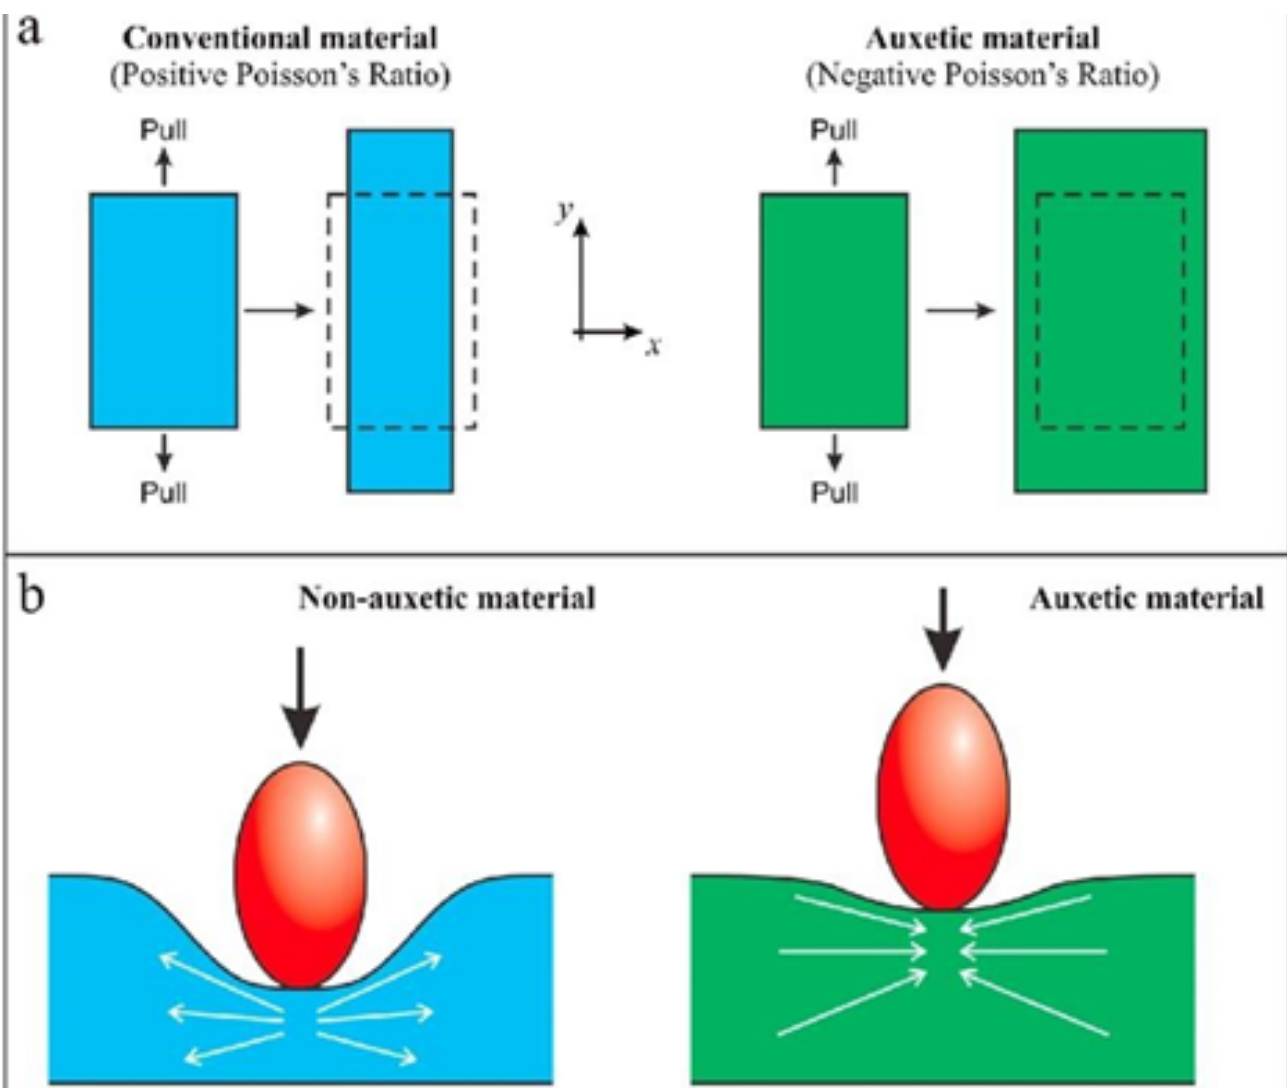 a
Conventional material
(Positive Poisson's Ratio)
Auxetic material
(Negative Poisson's Ratio)
Pull
Pull
y
x
Pull
Pull
b
Non-auxetic material
Auxetic material